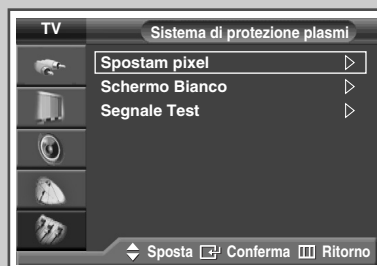 TV
Sistema di protezione plasmi
Spostam pixel
Schermo Bianco
Segnale Test
Sposta Conferma Ritorno